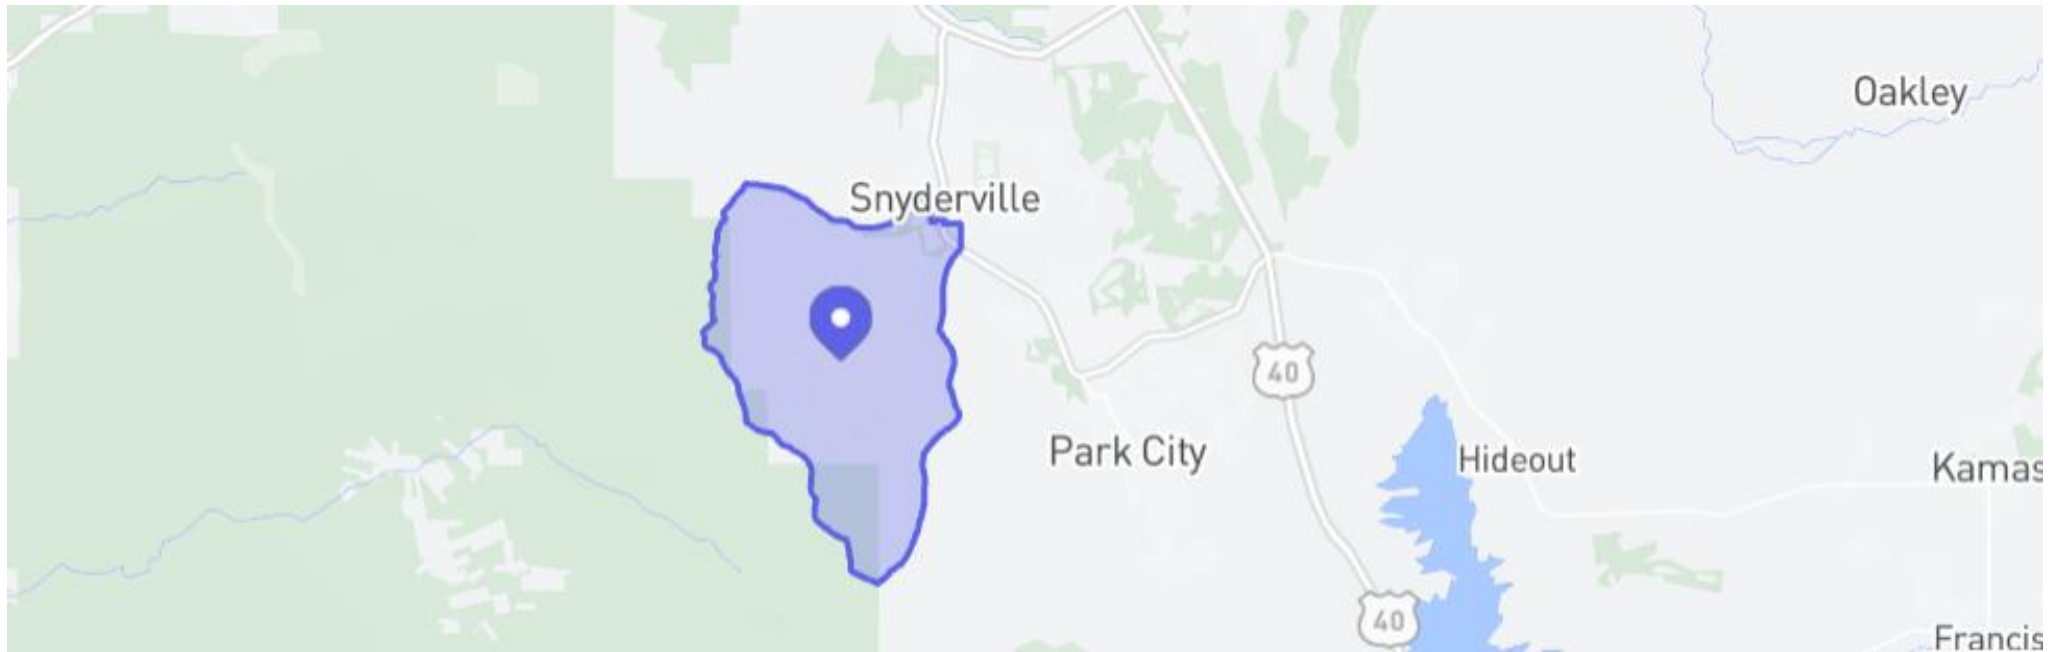 Oakley
Snyderville
40
Park City
Hideout
Kamas
40
Francis